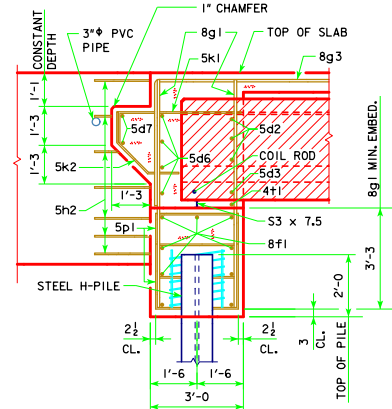 1" CHAMFER
3"ϕ PVC
PIPE
8g1
TOP OF SLAB
5k1
8g3
CONSTANT
DEPTH
1'-1
1'-3
1'-3
5d7
5d2
5d6
COIL ROD
5d3
4t1
5k2
1'-3
5h2
5p1
S3 x 7.5
8f1
STEEL H-PILE
8g1 MIN. EMBED.
3'-3
2'-0
TOP OF PILE
2½
CL.
2½
CL.
3
CL.
1'-6
1'-6
3'-0